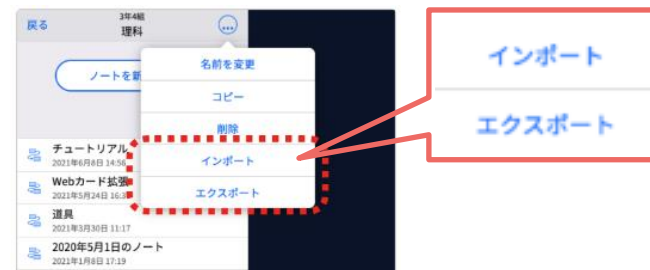 戻る
3年4組
理科
...
ノートを新
名前を変更
コピー
削除
インポート
エクスポート
チュートリアル
2021年6月8日 14:56
Webカード拡張
2021年5月24日 16:3
道具
2021年3月30日 11:17
2020年5月1日のノート
2021年1月8日 17:19
インポート
エクスポート